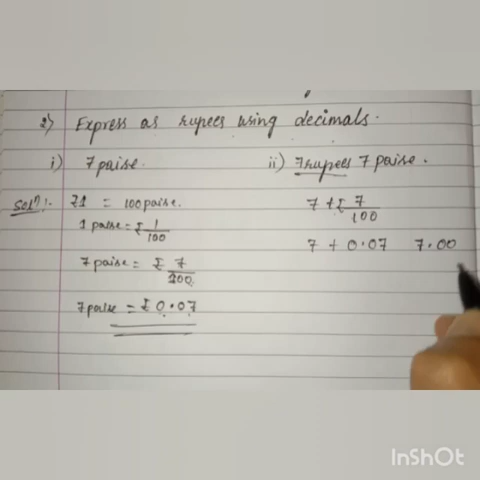 2) Express as rupees using decimals.
i) 7 paise.
Solⁿ:. ₹1 = 100 paise.
1 paise = ₹ 1/100
7 paise = ₹ 7/100
7 paise = ₹ 0.07
ii) 7 rupees 7 paise.
7 + ₹ 7/100
7 + 0.07 7.00
InShOt